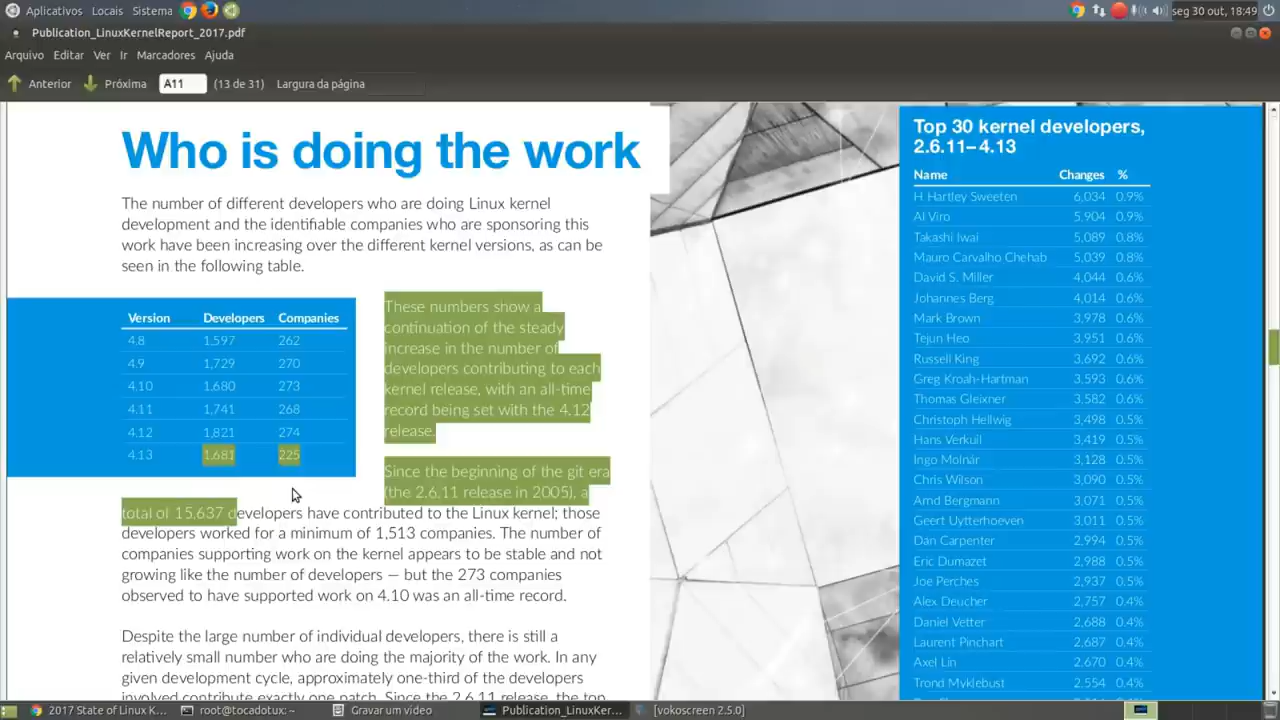 Aplicativos Locais Sistema
seg 30 out, 18:49
Publication_LinuxKernelReport_2017.pdf
Arquivo Editar Ver Ir Marcadores Ajuda
Anterior Próxima A11 (13 de 31) Largura da página
Who is doing the work
The number of different developers who are doing Linux kernel
development and the identifiable companies who are sponsoring this
work have been increasing over the different kernel versions, as can be
seen in the following table.
Version Developers Companies
4.8 1,597 262
4.9 1,729 270
4.10 1.680 273
4.11 1,741 268
4.12 1,821 274
4.13 1.681 225
These numbers show a
continuation of the steady
increase in the number of
developers contributing to each
kernel release, with an all-time
record being set with the 4.12
release.
Since the beginning of the git era
(the 2.6.11 release in 2005), a
total of 15,637 developers have contributed to the Linux kernel; those
developers worked for a minimum of 1,513 companies. The number of
companies supporting work on the kernel appears to be stable and not
growing like the number of developers — but the 273 companies
observed to have supported work on 4.10 was an all-time record.
Despite the large number of individual developers, there is still a
relatively small number who are doing the majority of the work. In any
given development cycle, approximately one-third of the developers
involved contribute exactly one patch. Since the 2.6.11 release, the top
Top 30 kernel developers,
2.6.11–4.13
Name Changes %
H Hartley Sweeten 6,034 0.9%
Al Viro 5,904 0.9%
Takashi Iwai 5,089 0.8%
Mauro Carvalho Chehab 5,039 0.8%
David S. Miller 4,044 0.6%
Johannes Berg 4,014 0.6%
Mark Brown 3,978 0.6%
Tejun Heo 3,951 0.6%
Russell King 3,692 0.6%
Greg Kroah-Hartman 3,593 0.6%
Thomas Gleixner 3,582 0.6%
Christoph Hellwig 3,498 0.5%
Hans Verkuil 3,419 0.5%
Ingo Molnár 3,128 0.5%
Chris Wilson 3,090 0.5%
Arnd Bergmann 3,071 0.5%
Geert Uytterhoeven 3,011 0.5%
Dan Carpenter 2,994 0.5%
Eric Dumazet 2,988 0.5%
Joe Perches 2,937 0.5%
Alex Deucher 2,757 0.4%
Daniel Vetter 2,688 0.4%
Laurent Pinchart 2,687 0.4%
Axel Lin 2,670 0.4%
Trond Myklebust 2,554 0.4%
2017 State of Linux K... root@tocadotux: ~ Gravar um vídeo Publication_LinuxKer... [vokoscreen 2.5.0]